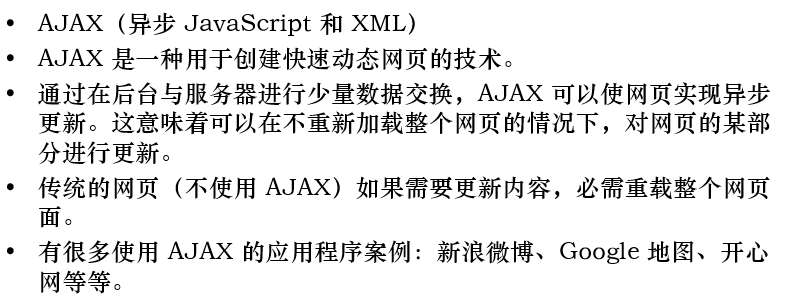 • AJAX（异步 JavaScript 和 XML）
• AJAX 是一种用于创建快速动态网页的技术。
• 通过在后台与服务器进行少量数据交换，AJAX 可以使网页实现异步
更新。这意味着可以在不重新加载整个网页的情况下，对网页的某部
分进行更新。
• 传统的网页（不使用 AJAX）如果需要更新内容，必需重载整个网页
面。
• 有很多使用 AJAX 的应用程序案例：新浪微博、Google 地图、开心
网等等。